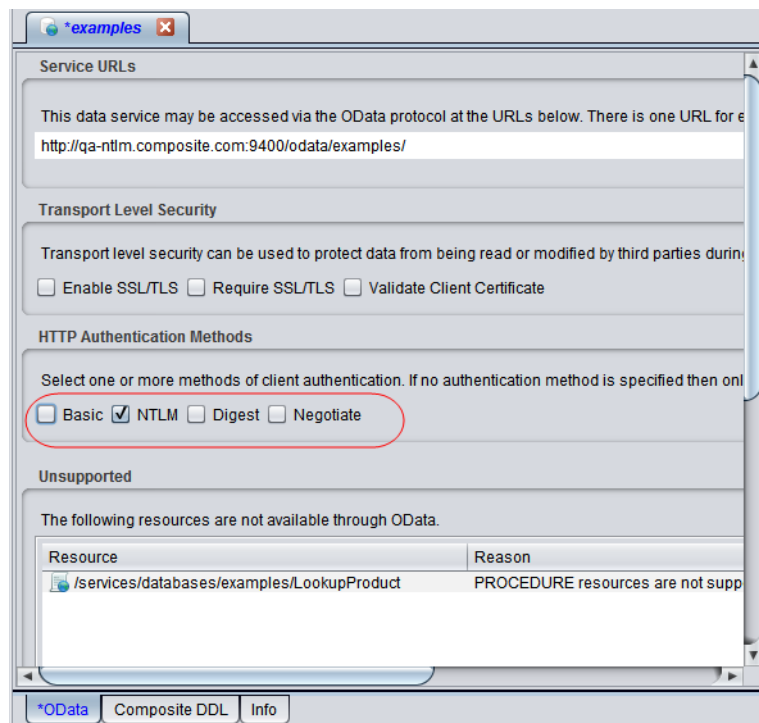 *examples
Service URLs
This data service may be accessed via the OData protocol at the URLs below. There is one URL for e
http://qa-ntlm.composite.com:9400/odata/examples/
Transport Level Security
Transport level security can be used to protect data from being read or modified by third parties during
Enable SSL/TLS Require SSL/TLS Validate Client Certificate
HTTP Authentication Methods
Select one or more methods of client authentication. If no authentication method is specified then onl
Basic NTLM Digest Negotiate
Unsupported
The following resources are not available through OData.
Resource Reason
/services/databases/examples/LookupProduct PROCEDURE resources are not supp
*OData Composite DDL Info